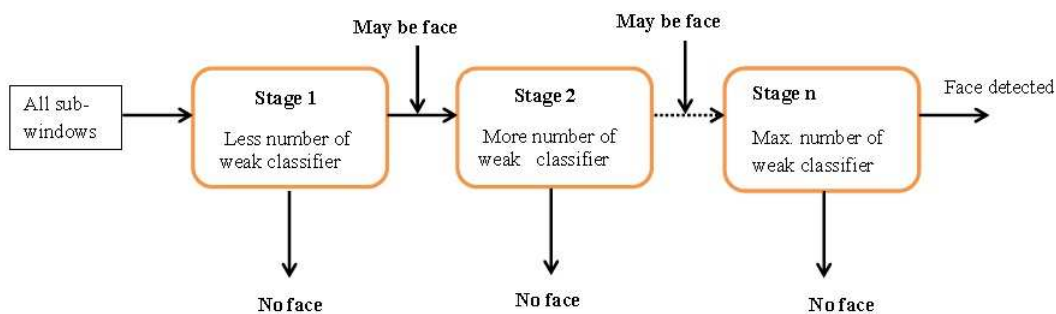 May be face
May be face
All sub-
windows
Stage 1
Less number of
weak classifier
Stage 2
More number of
weak classifier
Stage n
Max. number of
weak classifier
Face detected
No face
No face
No face